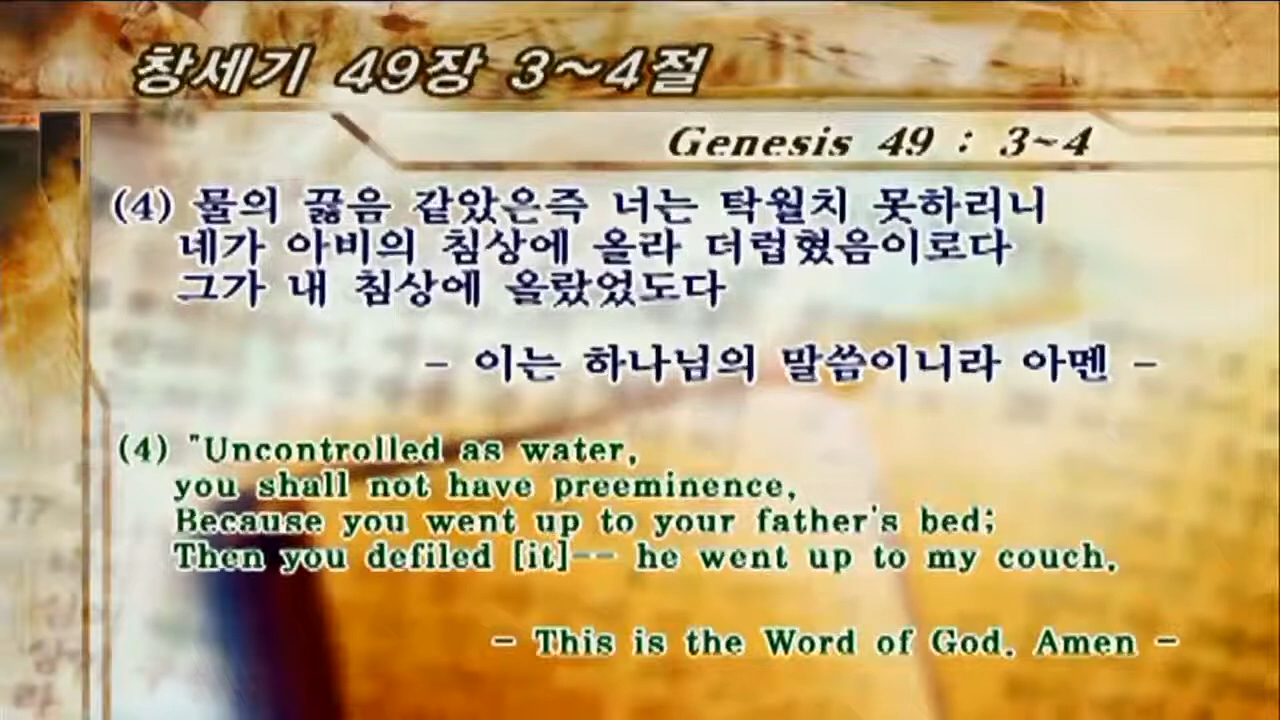 창세기 49장 3~4절
Genesis 49 : 3~4
(4) 물의 끓음 같았은즉 너는 탁월치 못하리니
네가 아비의 침상에 올라 더럽혔음이로다
그가 내 침상에 올랐었도다
- 이는 하나님의 말씀이니라 아멘 -
(4) "Uncontrolled as water,
you shall not have preeminence,
Because you went up to your father's bed;
Then you defiled [it]-- he went up to my couch.
- This is the Word of God. Amen -